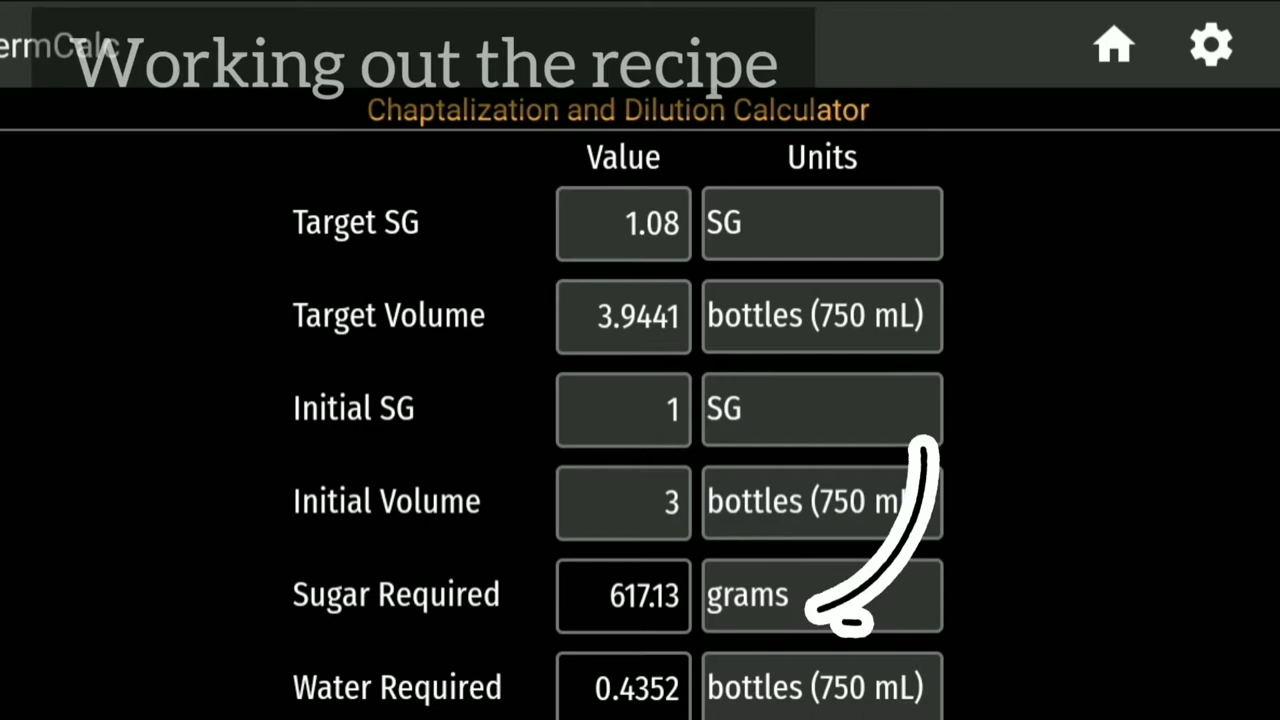 Working out the recipe
Chaptalization and Dilution Calculator
Value Units
Target SG 1.08 SG
Target Volume 3.9441 bottles (750 mL)
Initial SG 1 SG
Initial Volume 3 bottles (750
Sugar Required 617.13 grams
Water Required 0.4352 bottles (750 mL)